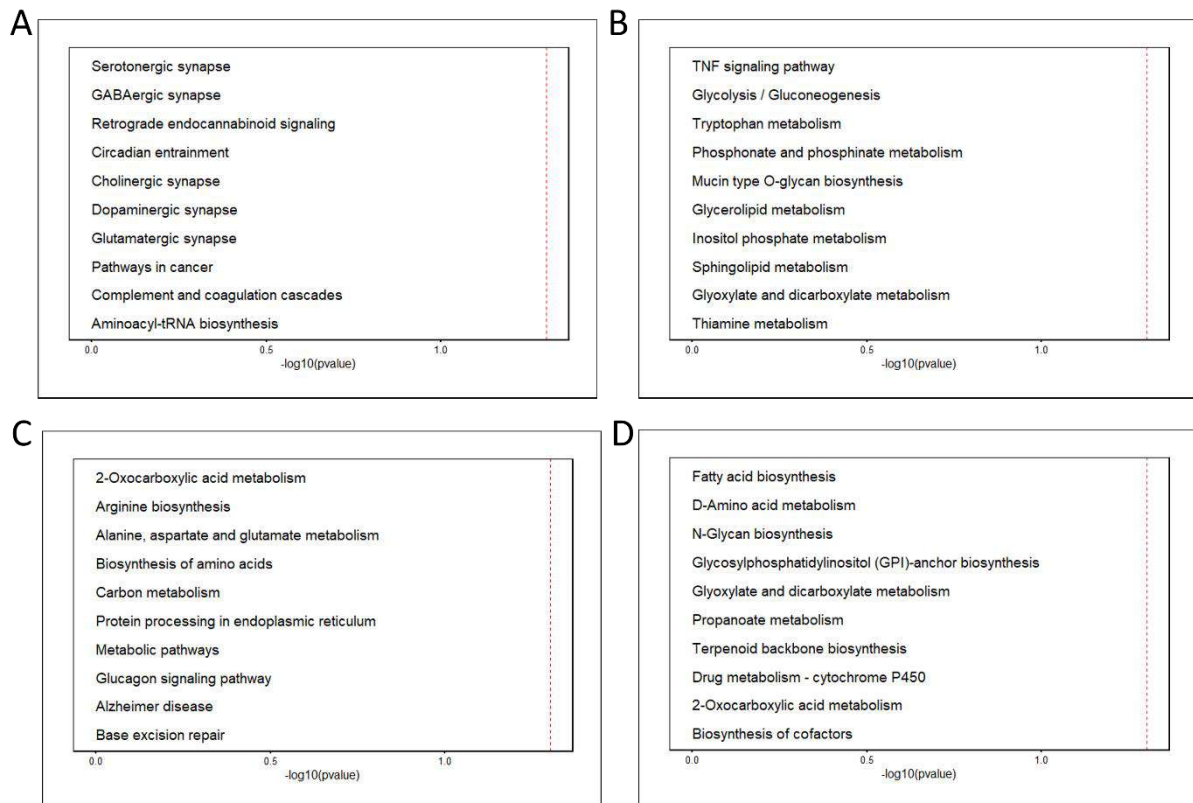 A
Serotonergic synapse
GABAergic synapse
Retrograde endocannabinoid signaling
Circadian entrainment
Cholinergic synapse
Dopaminergic synapse
Glutamatergic synapse
Pathways in cancer
Complement and coagulation cascades
Aminoacyl-tRNA biosynthesis
0.0 0.5 1.0
-log10(pvalue)
B
TNF signaling pathway
Glycolysis / Gluconeogenesis
Tryptophan metabolism
Phosphonate and phosphinate metabolism
Mucin type O-glycan biosynthesis
Glycerolipid metabolism
Inositol phosphate metabolism
Sphingolipid metabolism
Glyoxylate and dicarboxylate metabolism
Thiamine metabolism
0.0 0.5 1.0
-log10(pvalue)
C
2-Oxocarboxylic acid metabolism
Arginine biosynthesis
Alanine, aspartate and glutamate metabolism
Biosynthesis of amino acids
Carbon metabolism
Protein processing in endoplasmic reticulum
Metabolic pathways
Glucagon signaling pathway
Alzheimer disease
Base excision repair
0.0 0.5 1.0
-log10(pvalue)
D
Fatty acid biosynthesis
D-Amino acid metabolism
N-Glycan biosynthesis
Glycosylphosphatidylinositol (GPI)-anchor biosynthesis
Glyoxylate and dicarboxylate metabolism
Propanoate metabolism
Terpenoid backbone biosynthesis
Drug metabolism - cytochrome P450
2-Oxocarboxylic acid metabolism
Biosynthesis of cofactors
0.0 0.5 1.0
-log10(pvalue)